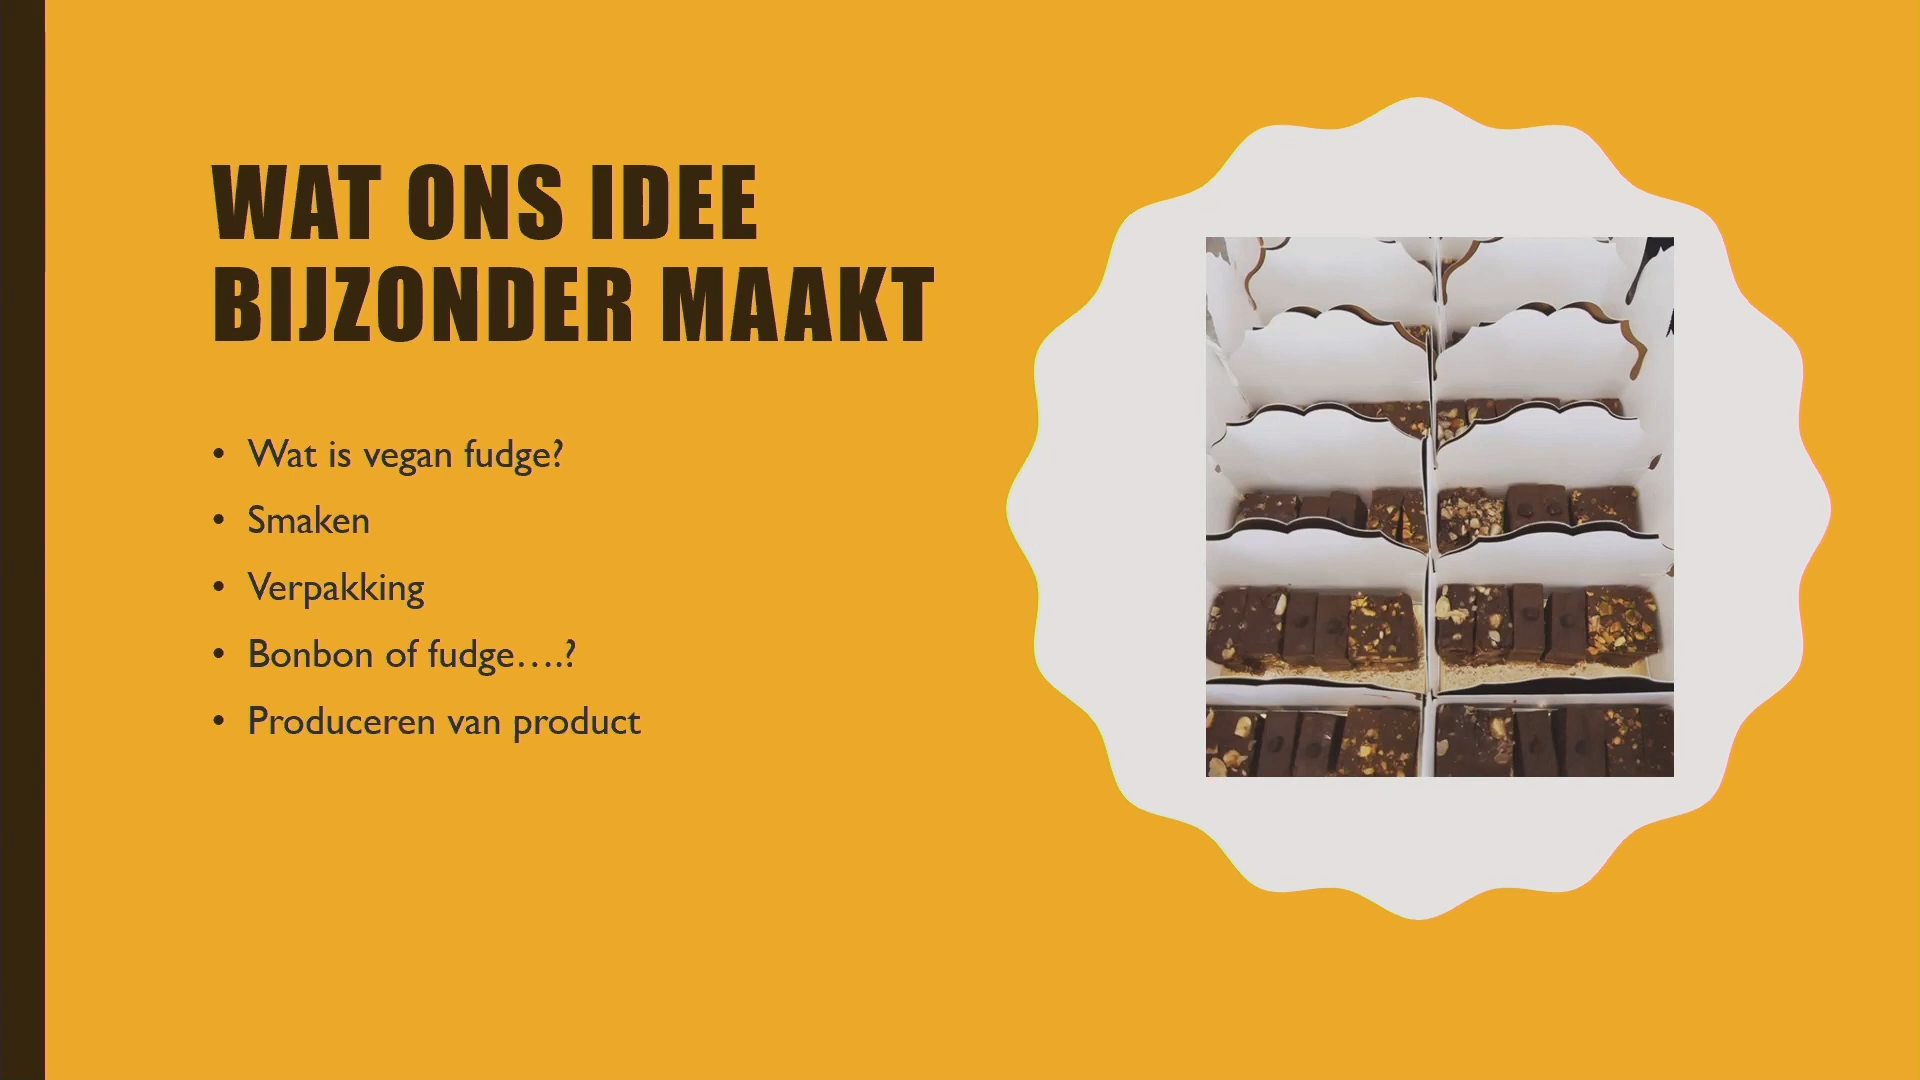 WAT ONS IDEE
BIJZONDER MAAKT
• Wat is vegan fudge?
• Smaken
• Verpakking
• Bonbon of fudge….?
• Produceren van product